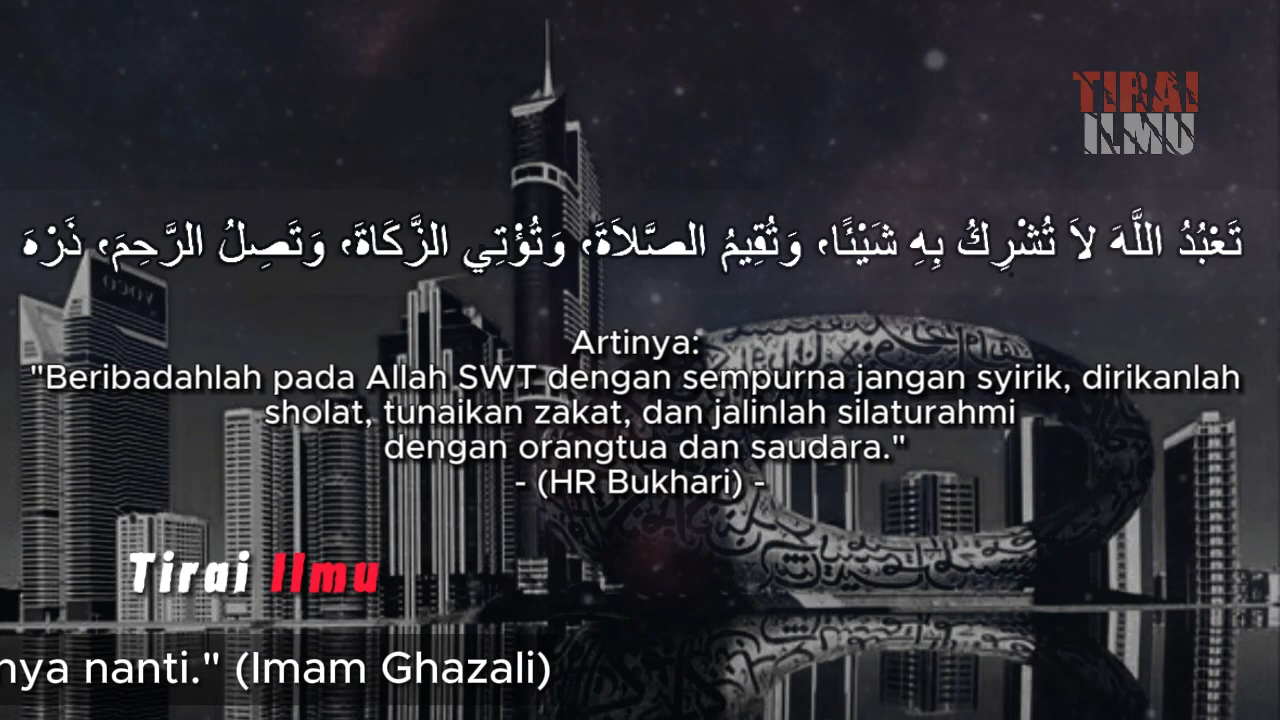 TIRAI
ILMU
تَعْبُدُ اللَّهَ لاَ تُشْرِكُ بِهِ شَيْئًا، وَتُقِيمُ الصَّلاَةَ، وَتُؤْتِي الزَّكَاةَ، وَتَصِلُ الرَّحِمَ، ذَرْهَ
Artinya:
"Beribadahlah pada Allah SWT dengan sempurna jangan syirik, dirikanlah
sholat, tunaikan zakat, dan jalinlah silaturahmi
dengan orangtua dan saudara."
- (HR Bukhari) -
Tirai Ilmu
nya nanti." (Imam Ghazali)